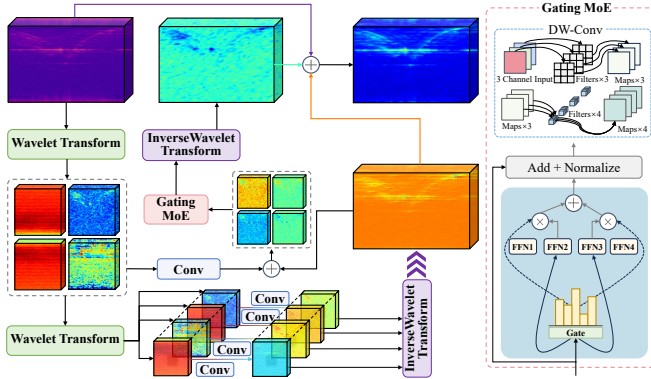 Gating MoE
DW-Conv
3 Channel Input
Filters×3
Maps×3
Maps×3
Filters×4
Maps×4
Add + Normalize
FFN1
FFN2
FFN3
FFN4
Gate
Wavelet Transform
InverseWavelet
Transform
Gating
MoE
Conv
Wavelet Transform
Conv
Conv
Conv
Conv
InverseWavelet
Transform